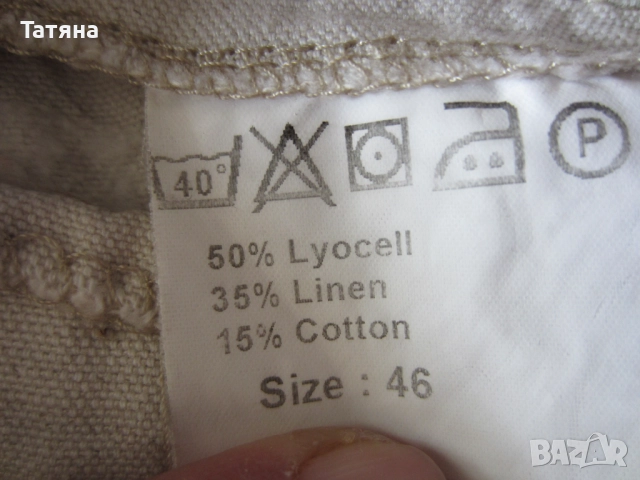 Татяна
40°
P
50% Lyocell
35% Linen
15% Cotton
Size : 46
BAZAR